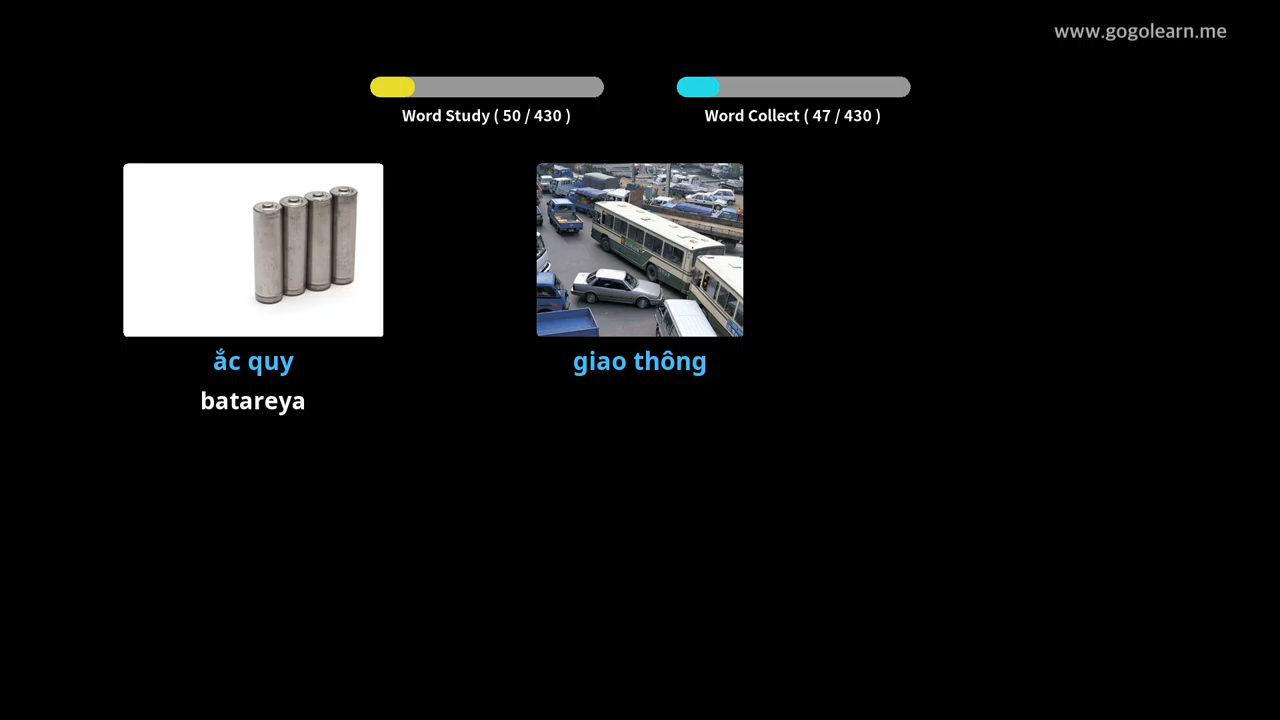 www.gogolearn.me
Word Study ( 50 / 430 )
Word Collect ( 47 / 430 )
ắc quy
batareya
giao thông